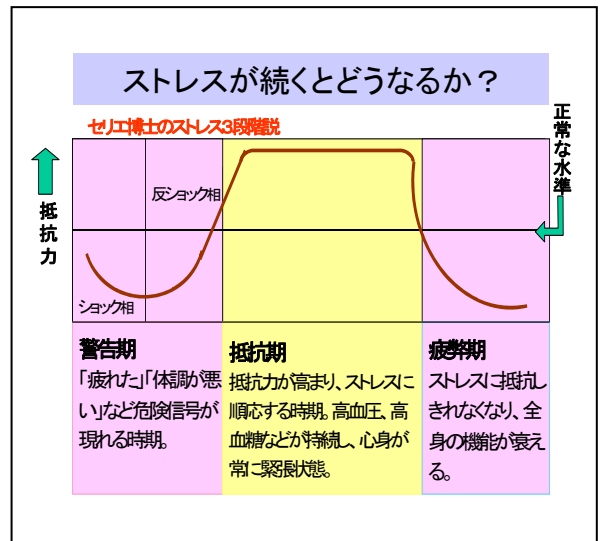 ストレスが続くとどうなるか？
セリエ博士のストレス3段階説
正常な水準
抵抗力
反ショック相
ショック相
警告期
「疲れた」「体調が悪
い」など危険信号が
現れる時期。
抵抗期
抵抗力が高まり、ストレスに
順応する時期。高血圧、高
血糖などが持続し、心身が
常に緊張状態。
疲弊期
ストレスに抵抗し
きれなくなり、全
身の機能が衰え
る。